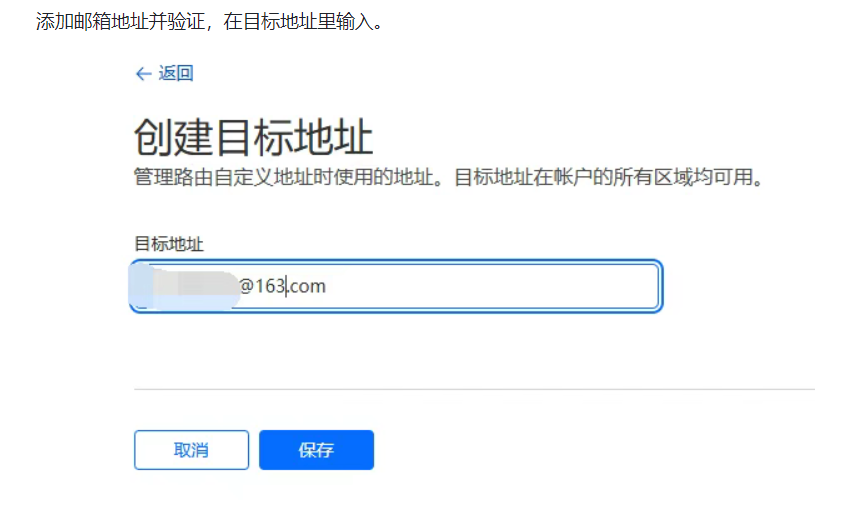 添加邮箱地址并验证，在目标地址里输入。
← 返回
创建目标地址
管理路由自定义地址时使用的地址。目标地址在帐户的所有区域均可用。
目标地址
@163.com
取消 保存